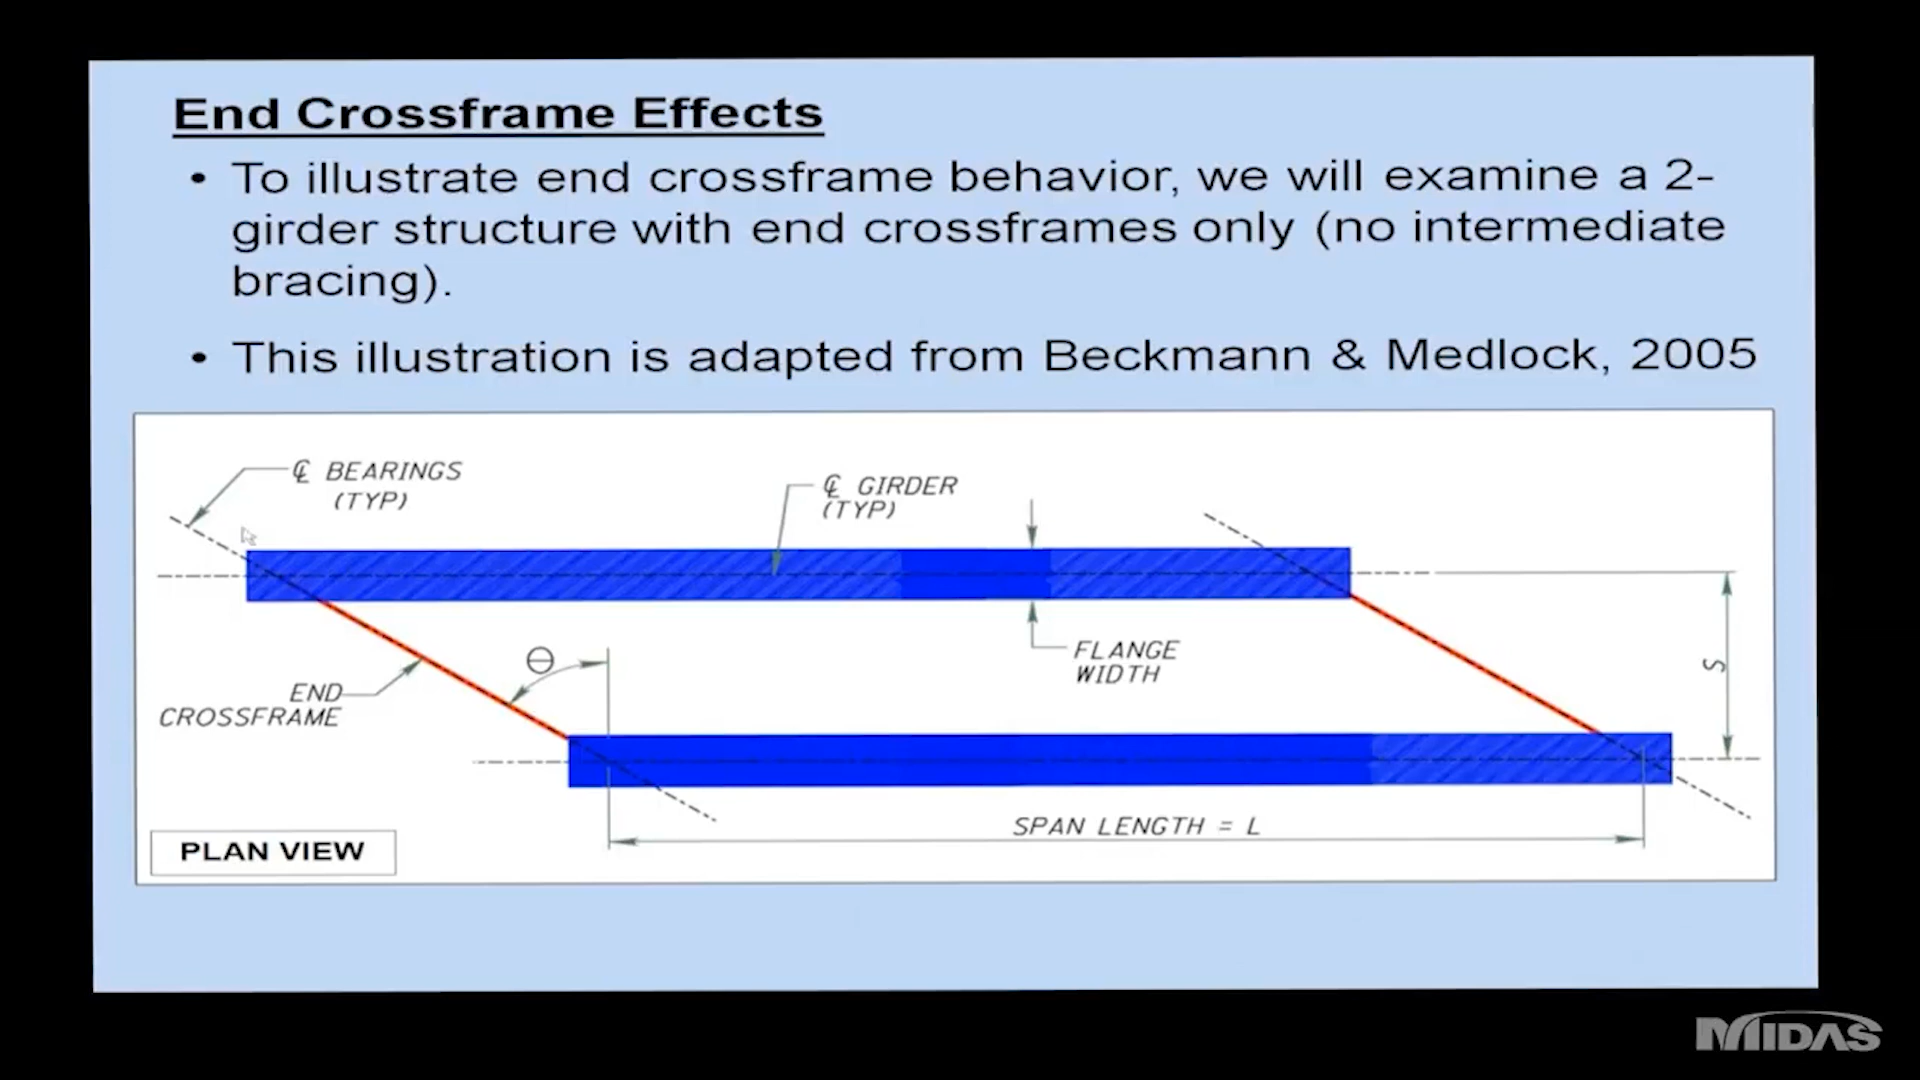 End Crossframe Effects
• To illustrate end crossframe behavior, we will examine a 2-
girder structure with end crossframes only (no intermediate
bracing).
• This illustration is adapted from Beckmann & Medlock, 2005
℄ BEARINGS
(TYP)
℄ GIRDER
(TYP)
FLANGE
WIDTH
S
Θ
END
CROSSFRAME
SPAN LENGTH = L
PLAN VIEW
MIDAS